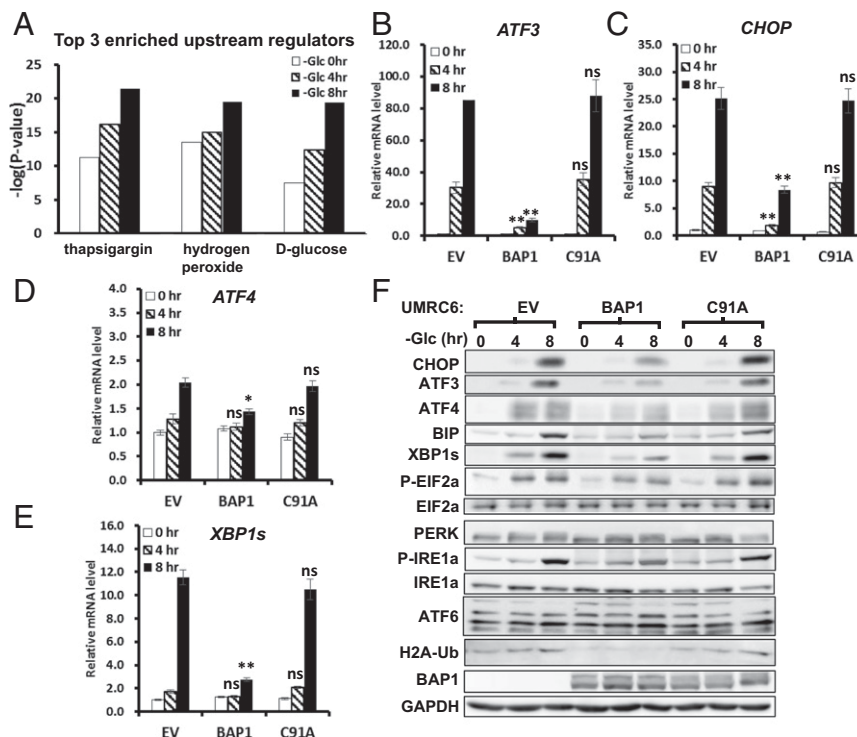 A
Top 3 enriched upstream regulators
-Glc 0hr
-Glc 4hr
-Glc 8hr
-log(P-value)
25
20
15
10
5
0
thapsigargin
hydrogen
peroxide
D-glucose
B
ATF3
0 hr
4 hr
8 hr
Relative mRNA level
100.0
80.0
60.0
40.0
20.0
0.0
** **
ns
ns
EV
BAP1
C91A
C
CHOP
0 hr
4 hr
8 hr
Relative mRNA level
30.0
25.0
20.0
15.0
10.0
5.0
0.0
**
**
ns
ns
EV
BAP1
C91A
D
ATF4
0 hr
4 hr
8 hr
Relative mRNA lelvel
4.0
3.5
3.0
2.5
2.0
1.5
1.0
0.5
0.0
ns
*
ns
ns
EV
BAP1
C91A
E
XBP1s
0 hr
4 hr
8 hr
Relative mRNA lelvel
16.0
14.0
12.0
10.0
8.0
6.0
4.0
2.0
0.0
ns
**
ns
ns
EV
BAP1
C91A
F
UMRC6: EV BAP1 C91A
-Glc (hr) 0 4 8 0 4 8 0 4 8
CHOP
ATF3
ATF4
BIP
XBP1s
P-EIF2a
EIF2a
PERK
P-IRE1a
IRE1a
ATF6
H2A-Ub
BAP1
GAPDH